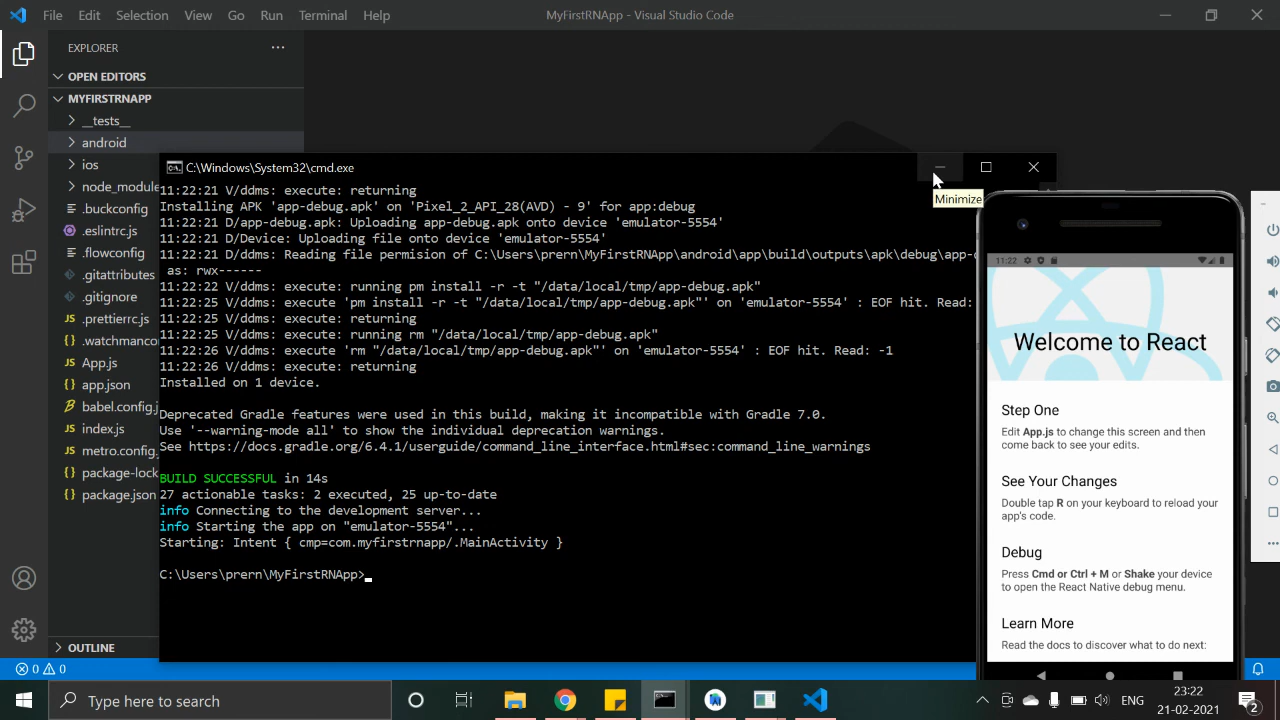 File Edit Selection View Go Run Terminal Help MyFirstRNApp - Visual Studio Code
EXPLORER
OPEN EDITORS
MYFIRSTRNAPP
__tests__
android
ios
node_module
.buckconfig
.eslintrc.js
.flowconfig
.gitattributes
.gitignore
.prettierrc.js
.watchmanco
App.js
app.json
babel.config.j
index.js
metro.config
package-lock
package.json
OUTLINE
0 0
C:\Windows\System32\cmd.exe
Minimize
11:22:21 V/ddms: execute: returning
Installing APK 'app-debug.apk' on 'Pixel_2_API_28(AVD) - 9' for app:debug
11:22:21 D/app-debug.apk: Uploading app-debug.apk onto device 'emulator-5554'
11:22:21 D/Device: Uploading file onto device 'emulator-5554'
11:22:21 D/ddms: Reading file permision of C:\Users\prern\MyFirstRNApp\android\app\build\outputs\apk\debug\app-d
as: rwx------
11:22:22 V/ddms: execute: running pm install -r -t "/data/local/tmp/app-debug.apk"
11:22:25 V/ddms: execute 'pm install -r -t "/data/local/tmp/app-debug.apk"' on 'emulator-5554' : EOF hit. Read:
11:22:25 V/ddms: execute: returning
11:22:25 V/ddms: execute: running rm "/data/local/tmp/app-debug.apk"
11:22:26 V/ddms: execute 'rm "/data/local/tmp/app-debug.apk"' on 'emulator-5554' : EOF hit. Read: -1
11:22:26 V/ddms: execute: returning
Installed on 1 device.
Deprecated Gradle features were used in this build, making it incompatible with Gradle 7.0.
Use '--warning-mode all' to show the individual deprecation warnings.
See https://docs.gradle.org/6.4.1/userguide/command_line_interface.html#sec:command_line_warnings
BUILD SUCCESSFUL in 14s
27 actionable tasks: 2 executed, 25 up-to-date
info Connecting to the development server...
info Starting the app on "emulator-5554"...
Starting: Intent { cmp=com.myfirstrnapp/.MainActivity }
C:\Users\prern\MyFirstRNApp>
11:22
Welcome to React
Step One
Edit App.js to change this screen and then
come back to see your edits.
See Your Changes
Double tap R on your keyboard to reload your
app's code.
Debug
Press Cmd or Ctrl + M or Shake your device
to open the React Native debug menu.
Learn More
Read the docs to discover what to do next:
Type here to search
ENG
23:22
21-02-2021
2